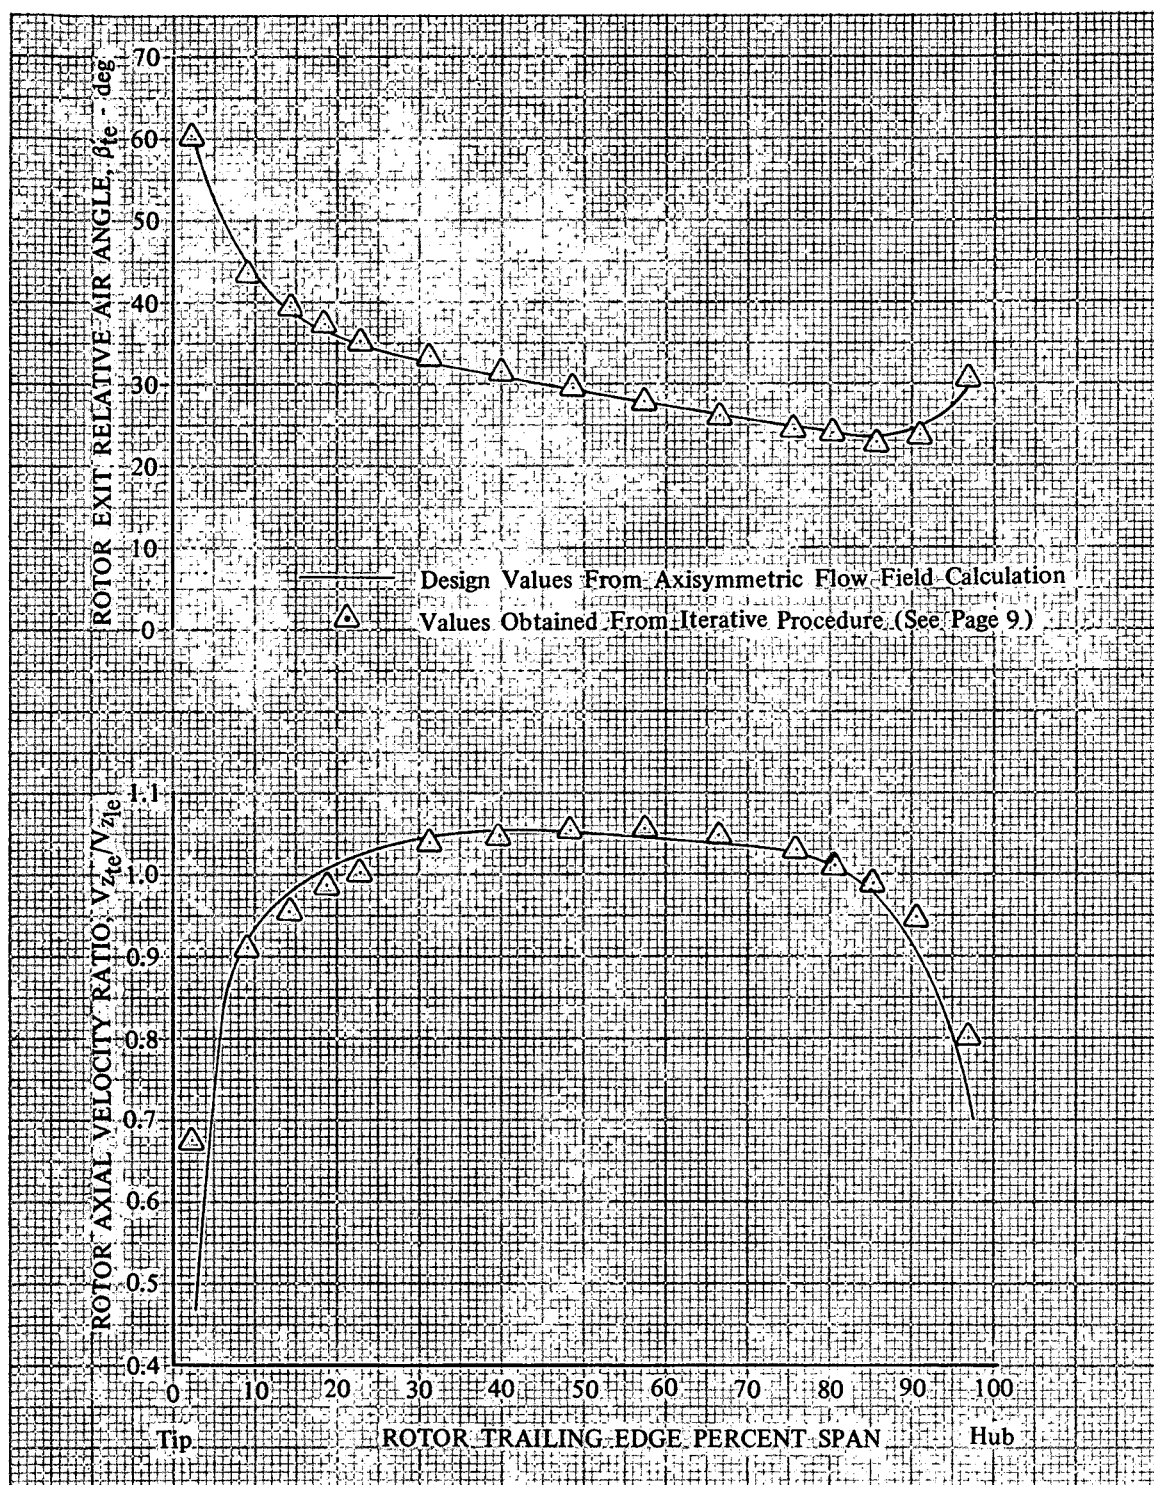 ROTOR EXIT RELATIVE AIR ANGLE, β′te - deg
70
60
50
40
30
20
10
0
Design Values From Axisymmetric Flow Field Calculation
Values Obtained From Iterative Procedure (See Page 9)
ROTOR AXIAL VELOCITY RATIO, Vzte/Vzle
1.1
1.0
0.9
0.8
0.7
0.6
0.5
0.4
0 10 20 30 40 50 60 70 80 90 100
Tip ROTOR TRAILING EDGE PERCENT SPAN Hub